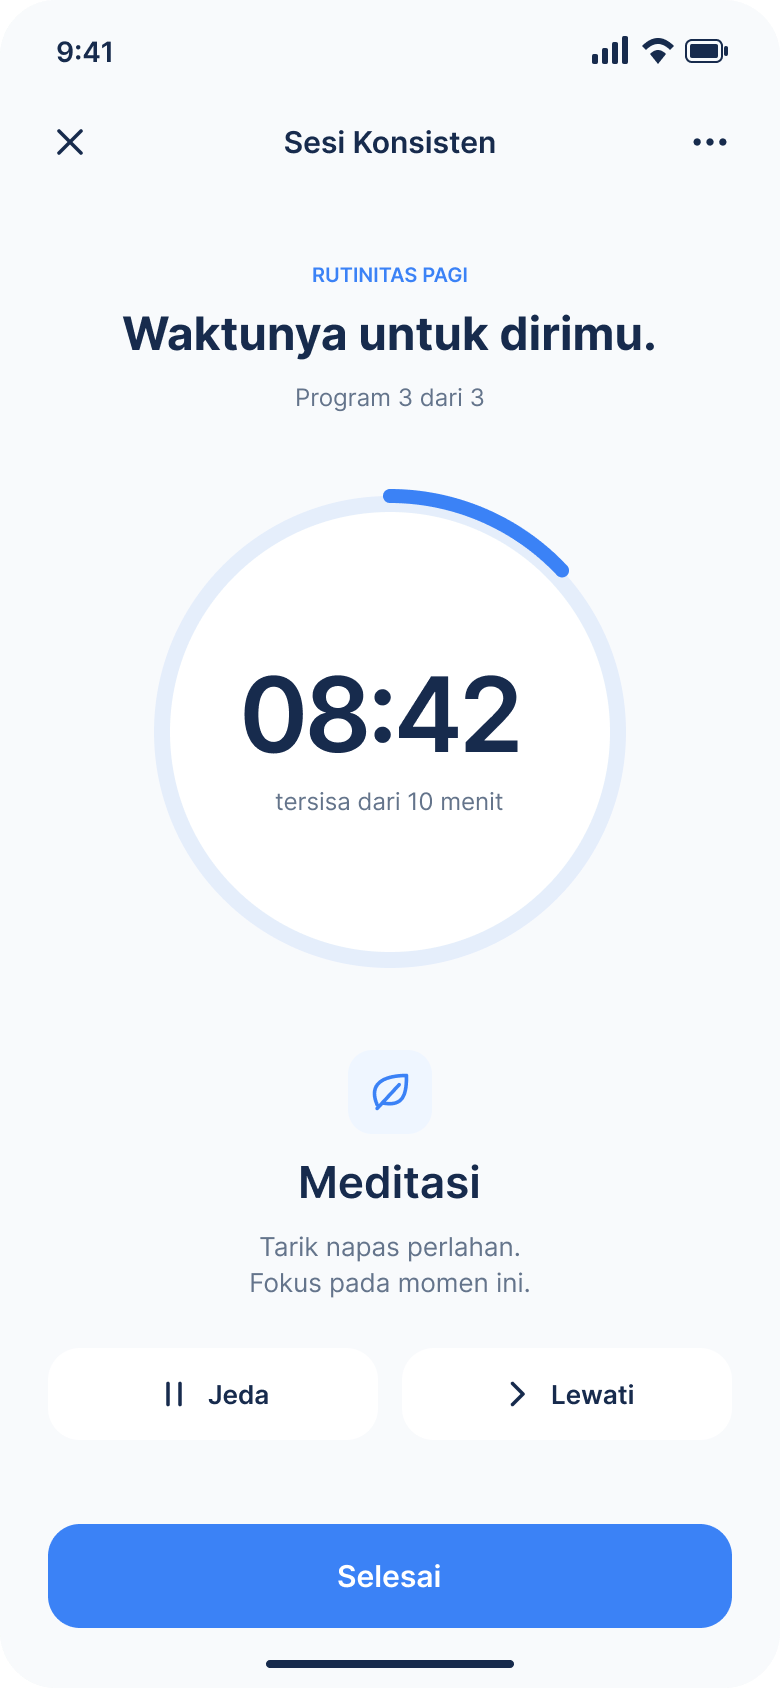 9:41
Sesi Konsisten
RUTINITAS PAGI
Waktunya untuk dirimu.
Program 3 dari 3
08:42
tersisa dari 10 menit
Meditasi
Tarik napas perlahan.
Fokus pada momen ini.
Jeda
Lewati
Selesai